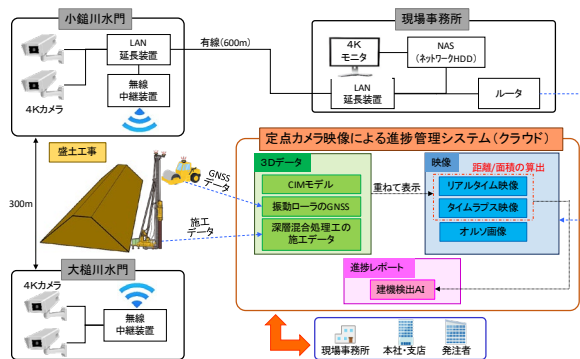 小鎚川水門
LAN
延長装置
4Kカメラ
無線
中継装置
有線(600m)
現場事務所
4K
モニタ
NAS
(ネットワークHDD)
LAN
延長装置
ルータ
盛土工事
300m
GNSS
データ
施工
データ
大槌川水門
4Kカメラ
無線
中継装置
定点カメラ映像による進捗管理システム(クラウド)
3Dデータ
CIMモデル
振動ローラのGNSS
深層混合処理工の
施工データ
重ねて表示
映像
距離/面積の算出
リアルタイム映像
タイムラプス映像
オルソ画像
進捗レポート
建機検出AI
現場事務所
本社・支店
発注者